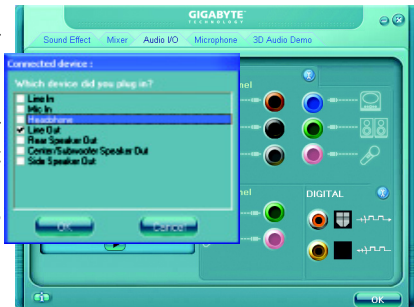 GIGABYTE
TECHNOLOGY
Sound Effect Mixer Audio I/O Microphone 3D Audio Demo
Connected device :
Which device did you plug in?
Line In
Mic In
Headphone
Line Out
Rear Speaker Out
Center/Subwoofer Speaker Out
Side Speaker Out
OK Cancel
nel
nel
DIGITAL
OK